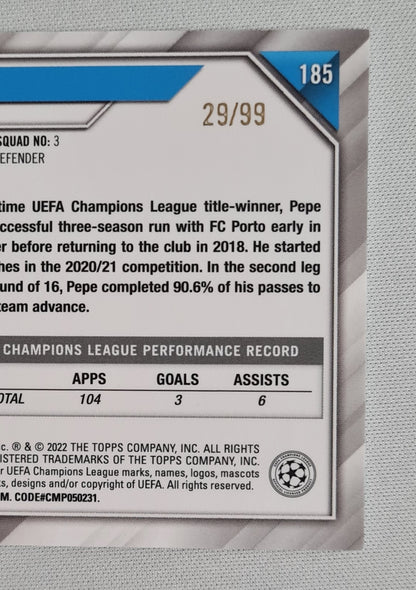 185
29/99
SQUAD NO: 3
EFENDER
time UEFA Champions League title-winner, Pepe
ccessful three-season run with FC Porto early in
er before returning to the club in 2018. He started
hes in the 2020/21 competition. In the second leg
und of 16, Pepe completed 90.6% of his passes to
team advance.
CHAMPIONS LEAGUE PERFORMANCE RECORD
APPS GOALS ASSISTS
OTAL 104 3 6
c. ® & © 2022 THE TOPPS COMPANY, INC. ALL RIGHTS
GISTERED TRADEMARKS OF THE TOPPS COMPANY, INC.
r UEFA Champions League marks, names, logos, mascots
s, designs and/or copyright of UEFA. All rights reserved.
M. CODE#CMP050231.